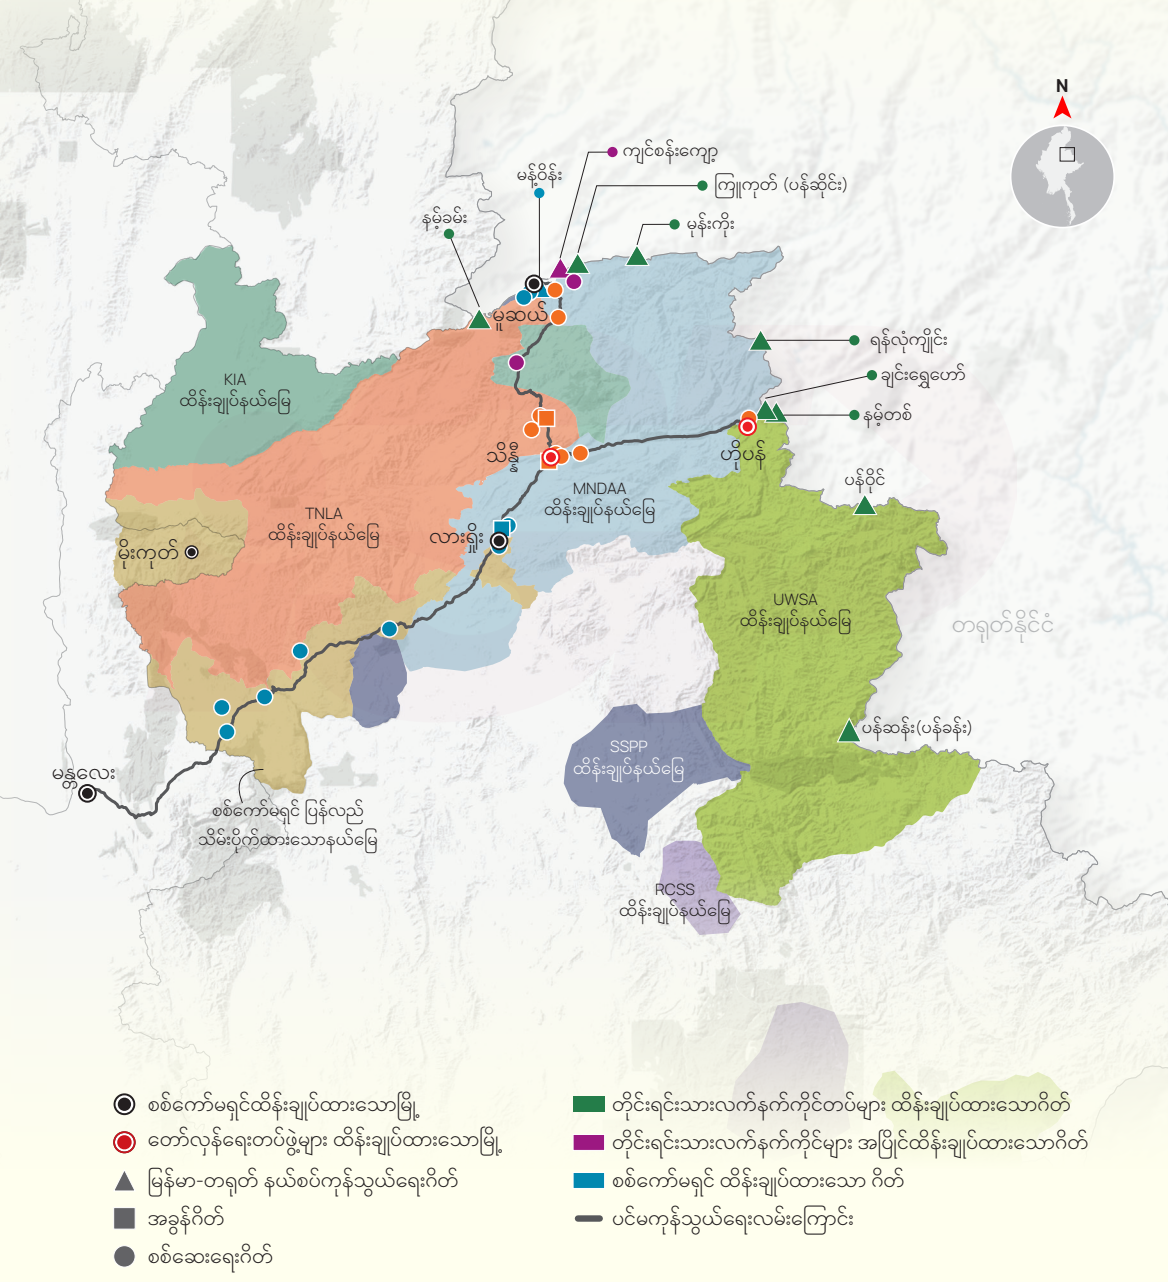 N
ကျင်စန်းကျော့
မန့်ဝိန်း
ကြူကုတ် (ပန်ဆိုင်း)
နမ့်ခမ်း
မုန်းကိုး
မူဆယ်
ရန်လုံကျိုင်း
ချင်းရွှေဟော်
KIA
ထိန်းချုပ်နယ်မြေ
နမ့်တစ်
သိန္နီ
ဟိုပန်
ပန်ဝိုင်
MNDAA
ထိန်းချုပ်နယ်မြေ
TNLA
ထိန်းချုပ်နယ်မြေ
လားရှိုး
မိုးကုတ်
UWSA
ထိန်းချုပ်နယ်မြေ
တရုတ်နိုင်ငံ
ပန်ဆန်း(ပန်ခန်း)
SSPP
ထိန်းချုပ်နယ်မြေ
မန္တလေး
စစ်ကော်မရှင် ပြန်လည်
သိမ်းပိုက်ထားသောနယ်မြေ
RCSS
ထိန်းချုပ်နယ်မြေ
စစ်ကော်မရှင်ထိန်းချုပ်ထားသောမြို့
တော်လှန်ရေးတပ်ဖွဲ့များ ထိန်းချုပ်ထားသောမြို့
မြန်မာ-တရုတ် နယ်စပ်ကုန်သွယ်ရေးဂိတ်
အခွန်ဂိတ်
စစ်ဆေးရေးဂိတ်
တိုင်းရင်းသားလက်နက်ကိုင်တပ်များ ထိန်းချုပ်ထားသောဂိတ်
တိုင်းရင်းသားလက်နက်ကိုင်များ အပြိုင်ထိန်းချုပ်ထားသောဂိတ်
စစ်ကော်မရှင် ထိန်းချုပ်ထားသော ဂိတ်
ပင်မကုန်သွယ်ရေးလမ်းကြောင်း